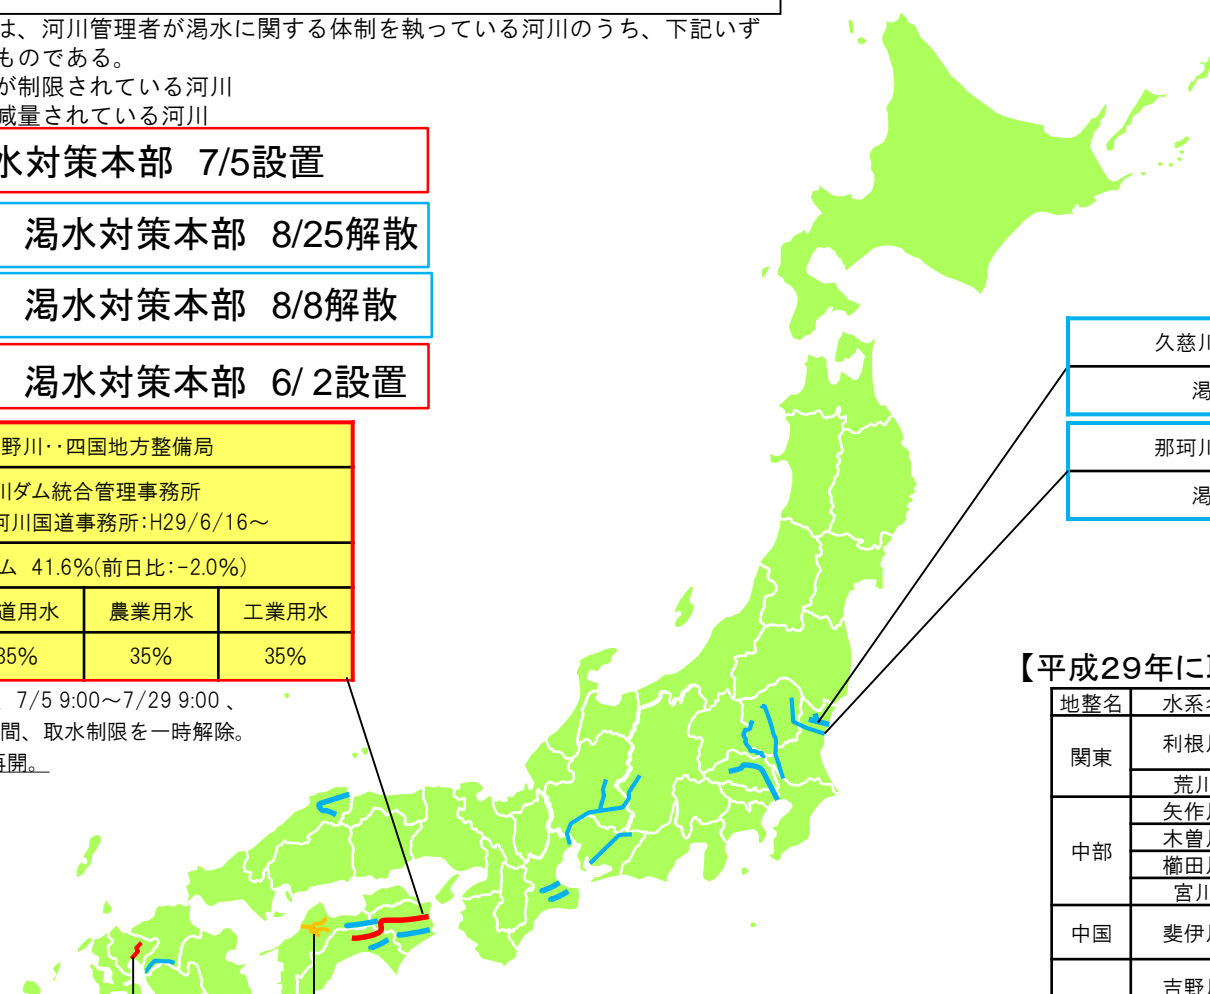 は、河川管理者が渇水に関する体制を執っている河川のうち、下記いず
ものである。
が制限されている河川
減量されている河川
水対策本部 7/5設置
渇水対策本部 8/25解散
渇水対策本部 8/8解散
渇水対策本部 6/ 2設置
野川‥四国地方整備局
川ダム統合管理事務所
河川国道事務所:H29/6/16～
ム 41.6%(前日比:-2.0%)
道用水 農業用水 工業用水
35% 35% 35%
7/5 9:00～7/29 9:00 、
間、取水制限を一時解除。
再開。
久慈川
渇
那珂川
渇
【平成29年に
地整名 水系名
関東 利根川
荒川
中部 矢作川
木曽川
櫛田川
宮川
中国 斐伊川
吉野川